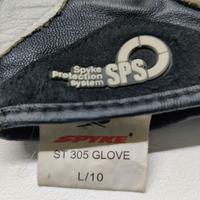 Spyke
Protection
System
SPS
SPYKE
ST 305 GLOVE
L/10